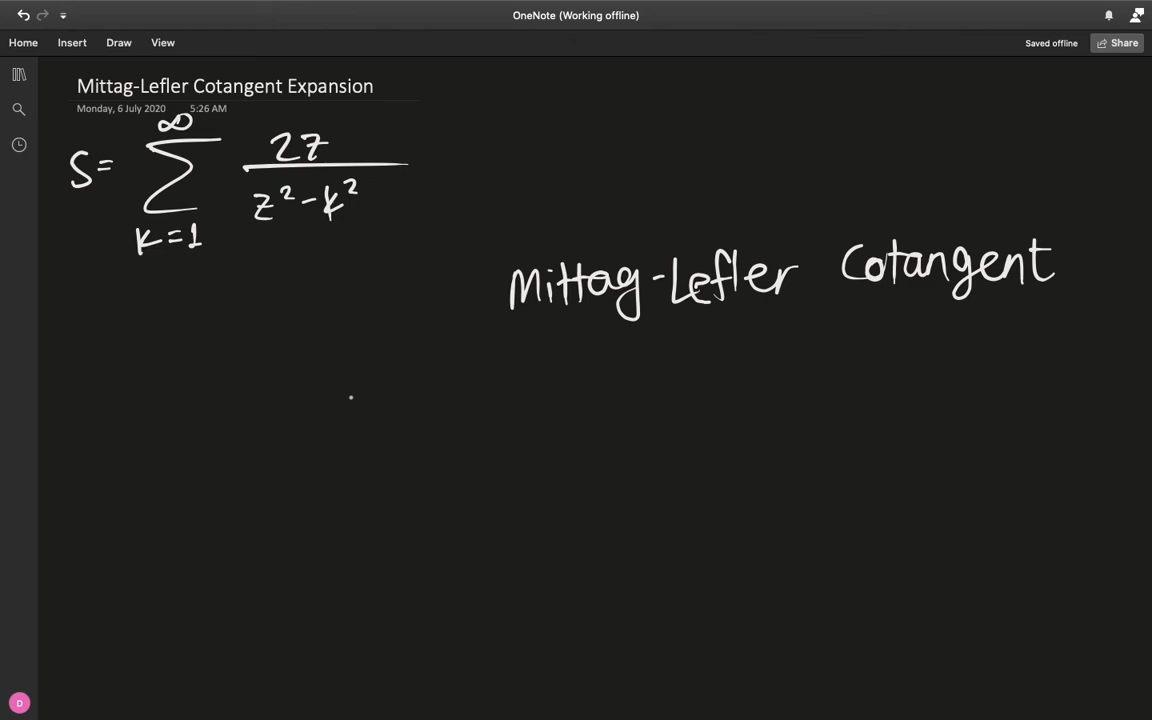 OneNote (Working offline)
Home Insert Draw View
Saved offline Share
Mittag-Lefler Cotangent Expansion
Monday, 6 July 2020 5:26 AM
S = ∞ ∑ k=1 2z / z² - k²
Mittag-Lefler Cotangent
D